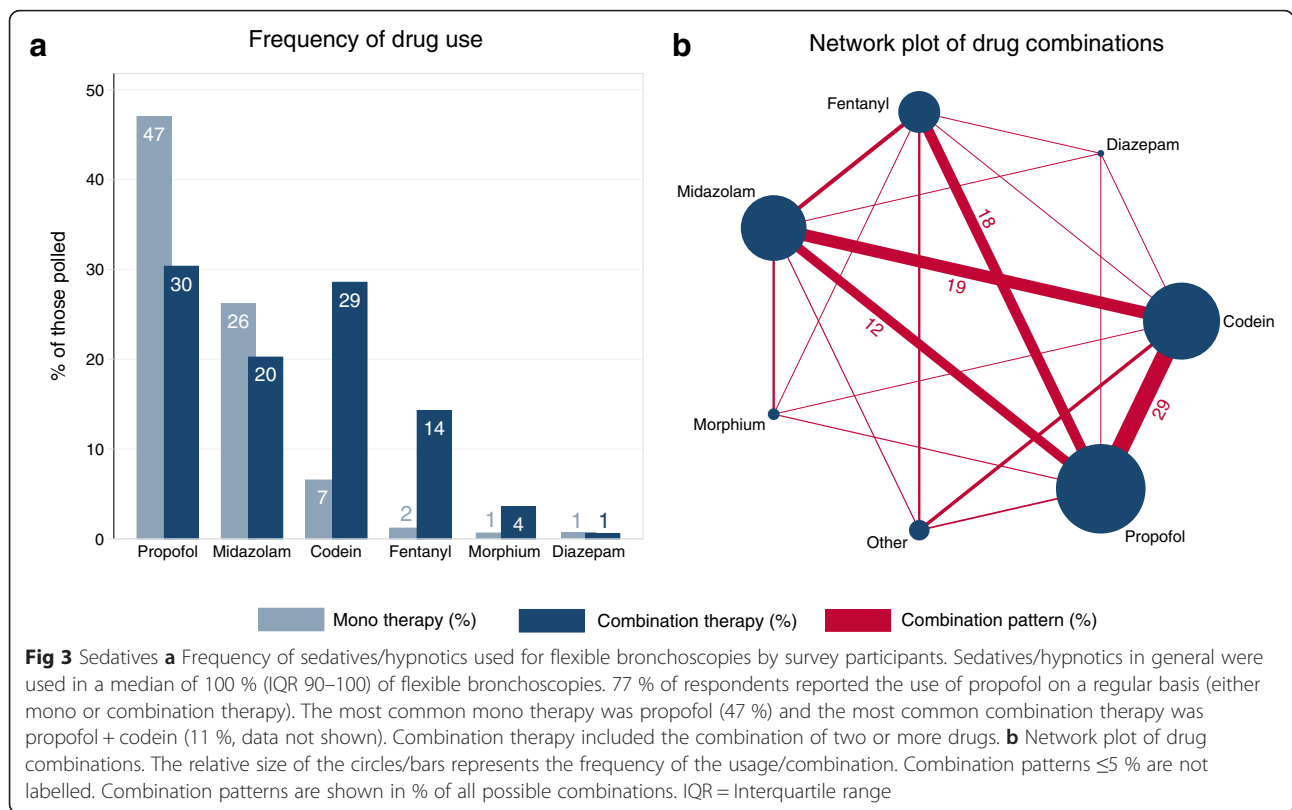 a
Frequency of drug use
% of those polled
50
40
30
20
10
0
47
30
26
20
7
29
2
14
1
4
1
1
Propofol Midazolam Codein Fentanyl Morphium Diazepam
b
Network plot of drug combinations
Fentanyl
Diazepam
Midazolam
18
19
Codein
12
29
Morphium
Other
Propofol
Mono therapy (%) Combination therapy (%) Combination pattern (%)
Fig 3 Sedatives a Frequency of sedatives/hypnotics used for flexible bronchoscopies by survey participants. Sedatives/hypnotics in general were
used in a median of 100 % (IQR 90–100) of flexible bronchoscopies. 77 % of respondents reported the use of propofol on a regular basis (either
mono or combination therapy). The most common mono therapy was propofol (47 %) and the most common combination therapy was
propofol + codein (11 %, data not shown). Combination therapy included the combination of two or more drugs. b Network plot of drug
combinations. The relative size of the circles/bars represents the frequency of the usage/combination. Combination patterns ≤5 % are not
labelled. Combination patterns are shown in % of all possible combinations. IQR = Interquartile range